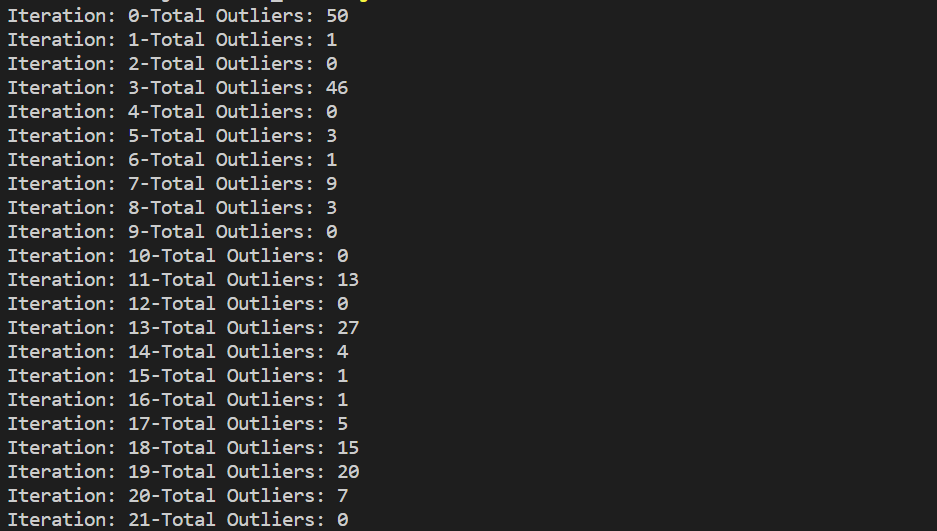 Iteration: 0-Total Outliers: 50
Iteration: 1-Total Outliers: 1
Iteration: 2-Total Outliers: 0
Iteration: 3-Total Outliers: 46
Iteration: 4-Total Outliers: 0
Iteration: 5-Total Outliers: 3
Iteration: 6-Total Outliers: 1
Iteration: 7-Total Outliers: 9
Iteration: 8-Total Outliers: 3
Iteration: 9-Total Outliers: 0
Iteration: 10-Total Outliers: 0
Iteration: 11-Total Outliers: 13
Iteration: 12-Total Outliers: 0
Iteration: 13-Total Outliers: 27
Iteration: 14-Total Outliers: 4
Iteration: 15-Total Outliers: 1
Iteration: 16-Total Outliers: 1
Iteration: 17-Total Outliers: 5
Iteration: 18-Total Outliers: 15
Iteration: 19-Total Outliers: 20
Iteration: 20-Total Outliers: 7
Iteration: 21-Total Outliers: 0